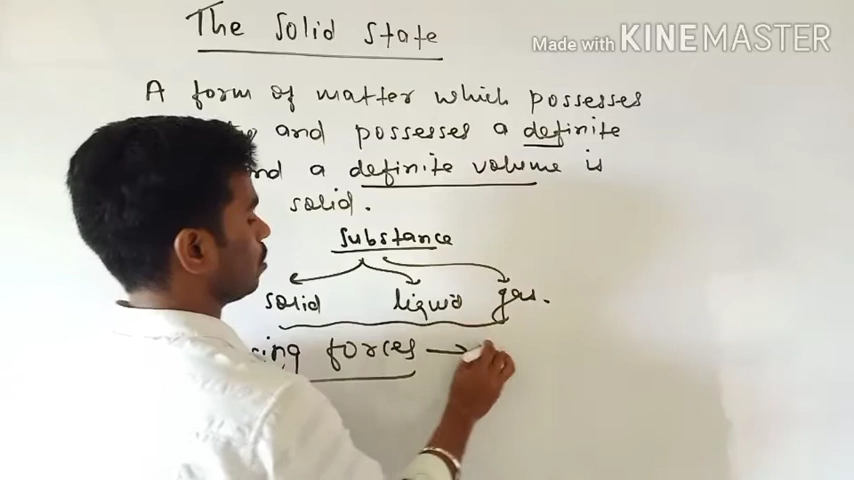 The Solid State
Made with KINEMASTER
A form of matter which possesses
and possesses a definite
a definite volume is
solid.
Substance
solid liquid gas.
forces →